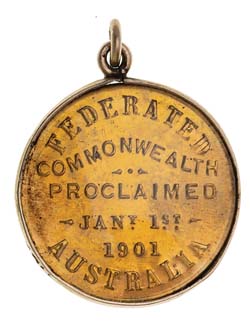 FEDERATED
COMMONWEALTH
PROCLAIMED
JANY. 1ST.
1901
AUSTRALIA